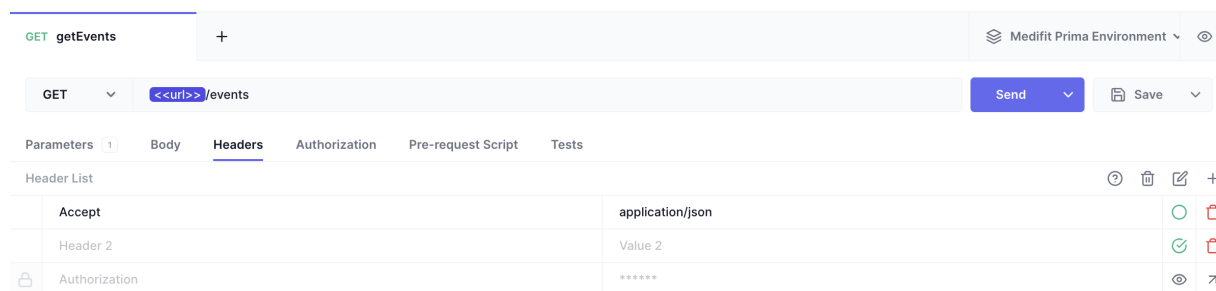 GET getEvents + Medifit Prima Environment
GET <<url>>/events Send Save
Parameters 1 Body Headers Authorization Pre-request Script Tests
Header List
Accept application/json
Header 2 Value 2
Authorization ******